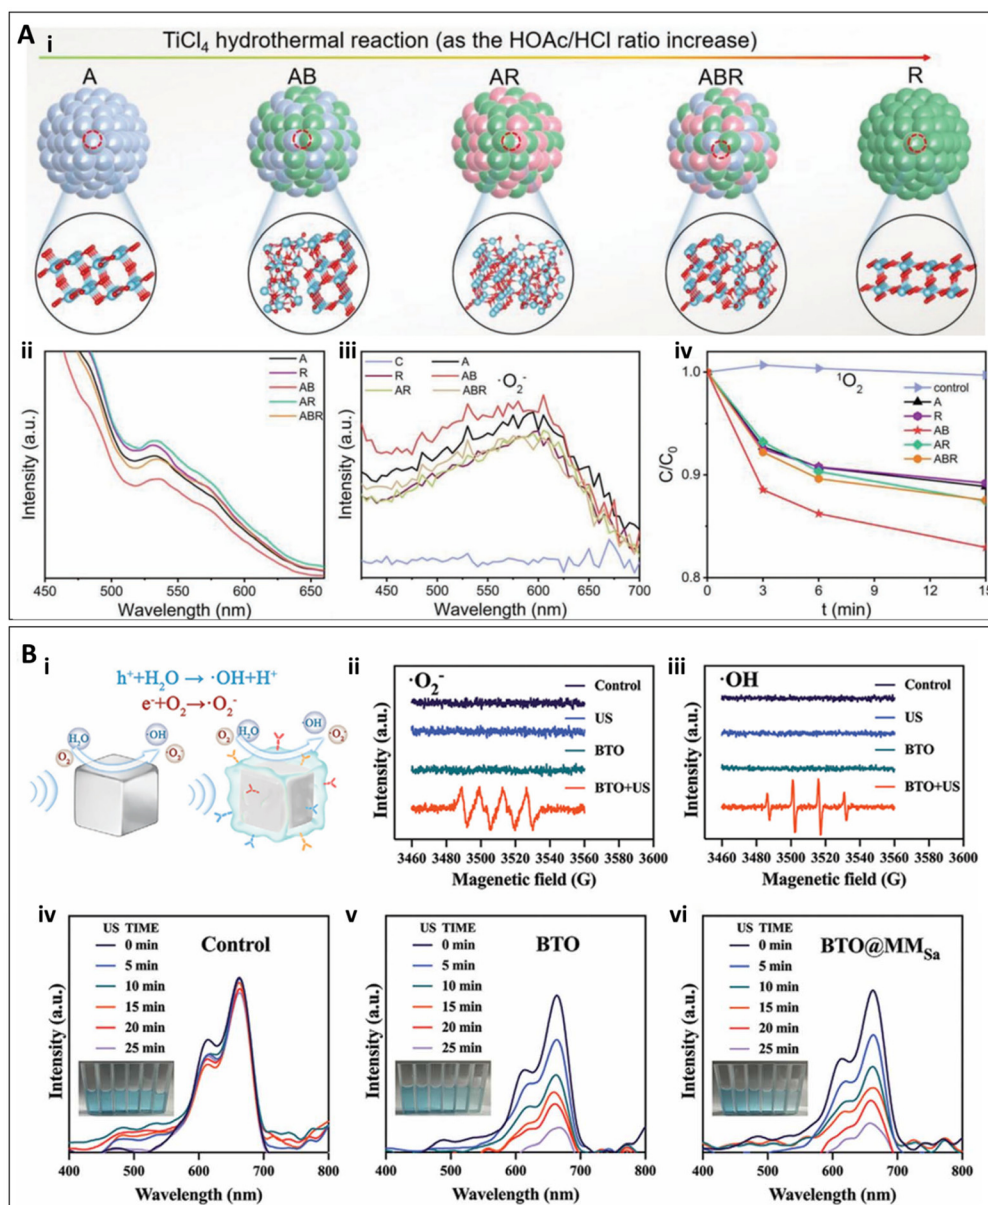 A
i
TiCl4 hydrothermal reaction (as the HOAc/HCl ratio increase)
A AB AR ABR R
ii
A
R
AB
AR
ABR
Intensity (a.u.)
450 500 550 600 650
Wavelength (nm)
iii
·O2-
C A
R AB
AR ABR
Intensity (a.u.)
450 500 550 600 650 700
Wavelength (nm)
iv
1O2
control
A
R
AB
AR
ABR
C/C0
1.0
0.9
0.8
0 3 6 9 12 15
t (min)
B
i
h++H2O → ·OH+H+
e-+O2→·O2-
H2O ·OH
O2 ·O2-
H2O ·OH
O2 ·O2-
ii
·O2-
Control
US
BTO
BTO+US
Intensity (a.u.)
3460 3480 3500 3520 3540 3560 3580 3600
Magenetic field (G)
iii
·OH
Control
US
BTO
BTO+US
Intensity (a.u.)
3460 3480 3500 3520 3540 3560 3580 3600
Magenetic field (G)
iv
US TIME
0 min
5 min
10 min
15 min
20 min
25 min
Control
Intensity (a.u.)
400 500 600 700 800
Wavelength (nm)
v
US TIME
0 min
5 min
10 min
15 min
20 min
25 min
BTO
Intensity (a.u.)
400 500 600 700 800
Wavelength (nm)
vi
US TIME
0 min
5 min
10 min
15 min
20 min
25 min
BTO@MMSa
Intensity (a.u.)
400 500 600 700 800
Wavelength (nm)